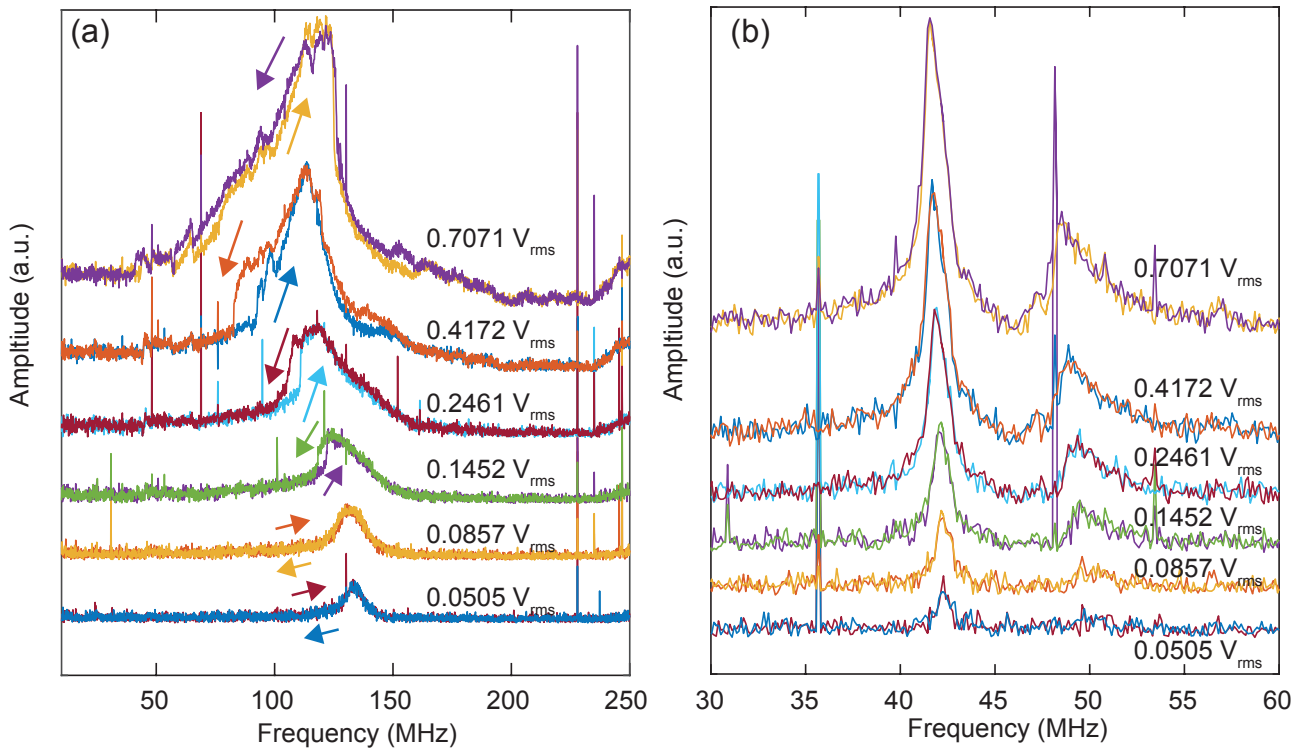 (a)
0.7071 Vrms
0.4172 Vrms
0.2461 Vrms
0.1452 Vrms
0.0857 Vrms
0.0505 Vrms
50 100 150 200 250
Frequency (MHz)
Ampltiude (a.u.)
(b)
0.7071 Vrms
0.4172 Vrms
0.2461 Vrms
0.1452 Vrms
0.0857 Vrms
0.0505 Vrms
30 35 40 45 50 55 60
Frequency (MHz)
Ampltiude (a.u.)